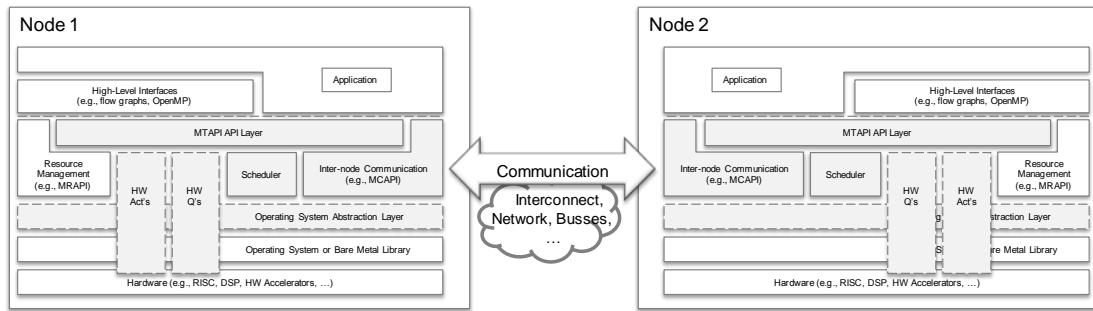 Node 1
Application
High-Level Interfaces
(e.g., flow graphs, OpenMP)
MTAPI API Layer
Resource
Management
(e.g., MRAPI)
HW
Act's
HW
Q's
Scheduler
Inter-node Communication
(e.g., MCAPI)
Operating System Abstraction Layer
Operating System or Bare Metal Library
Hardware (e.g., RISC, DSP, HW Accelerators, …)
Communication
Interconnect,
Network, Busses,
…
Node 2
Application
High-Level Interfaces
(e.g., flow graphs, OpenMP)
MTAPI API Layer
Inter-node Communication
(e.g., MCAPI)
Scheduler
HW
Q's
HW
Act's
Resource
Management
(e.g., MRAPI)
Layer
Metal Library
Hardware (e.g., RISC, DSP, HW Accelerators, …)